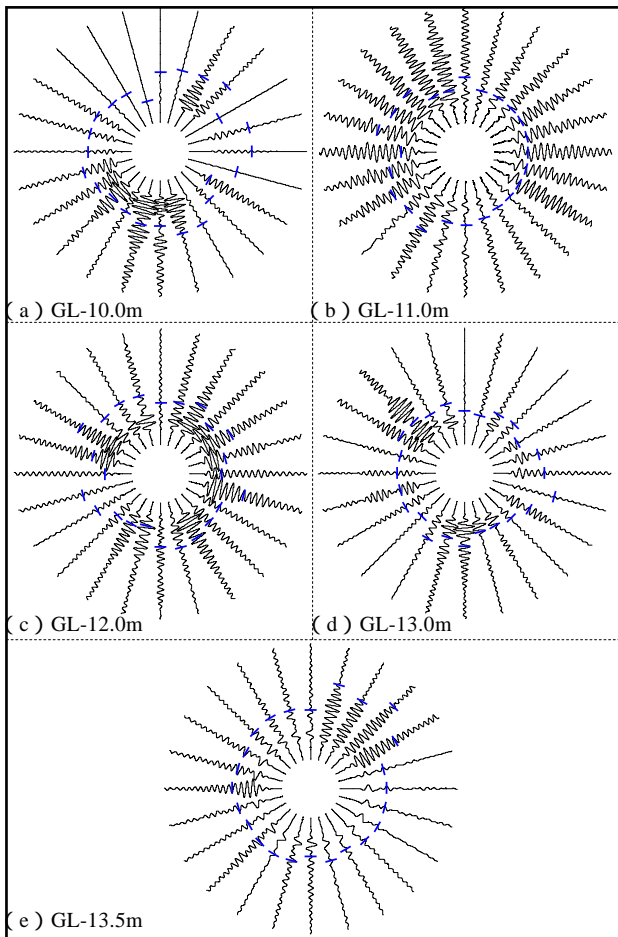 ( a ) GL-10.0m
( b ) GL-11.0m
( c ) GL-12.0m
( d ) GL-13.0m
( e ) GL-13.5m